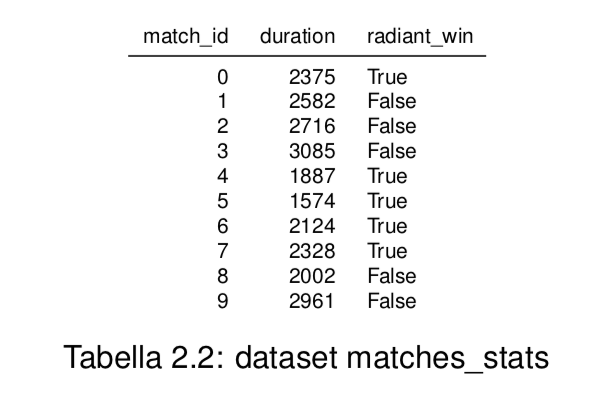 match_id duration radiant_win
0 2375 True
1 2582 False
2 2716 False
3 3085 False
4 1887 True
5 1574 True
6 2124 True
7 2328 True
8 2002 False
9 2961 False
Tabella 2.2: dataset matches_stats